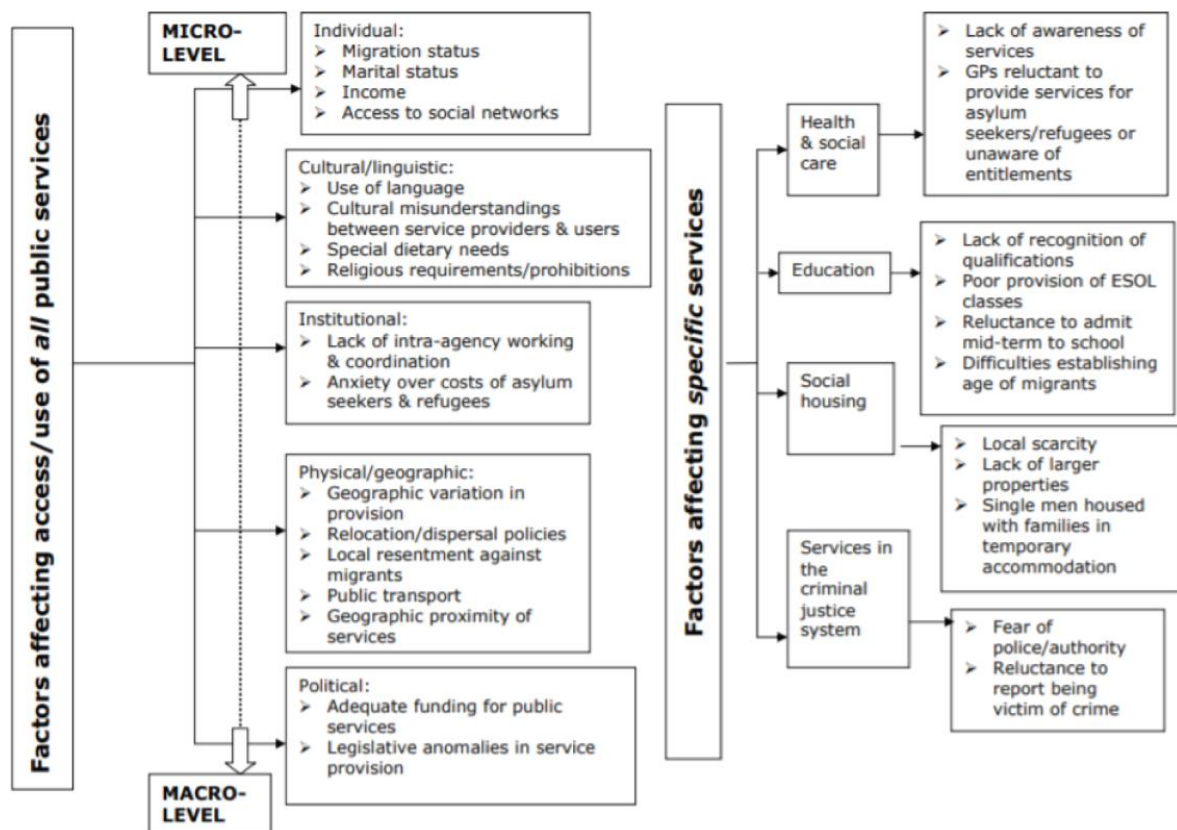 Factors affecting access/use of all public services
MICRO-
LEVEL
Individual:
➢ Migration status
➢ Marital status
➢ Income
➢ Access to social networks
Cultural/linguistic:
➢ Use of language
➢ Cultural misunderstandings
between service providers & users
➢ Special dietary needs
➢ Religious requirements/prohibitions
Institutional:
➢ Lack of intra-agency working
& coordination
➢ Anxiety over costs of asylum
seekers & refugees
Physical/geographic:
➢ Geographic variation in
provision
➢ Relocation/dispersal policies
➢ Local resentment against
migrants
➢ Public transport
➢ Geographic proximity of
services
Political:
➢ Adequate funding for public
services
➢ Legislative anomalies in service
provision
MACRO-
LEVEL
Factors affecting specific services
Health
& social
care
➢ Lack of awareness of
services
➢ GPs reluctant to
provide services for
asylum
seekers/refugees or
unaware of
entitlements
Education
➢ Lack of recognition of
qualifications
➢ Poor provision of ESOL
classes
➢ Reluctance to admit
mid-term to school
➢ Difficulties establishing
age of migrants
Social
housing
➢ Local scarcity
➢ Lack of larger
properties
➢ Single men housed
with families in
temporary
accommodation
Services in
the
criminal
justice
system
➢ Fear of
police/authority
➢ Reluctance to
report being
victim of crime